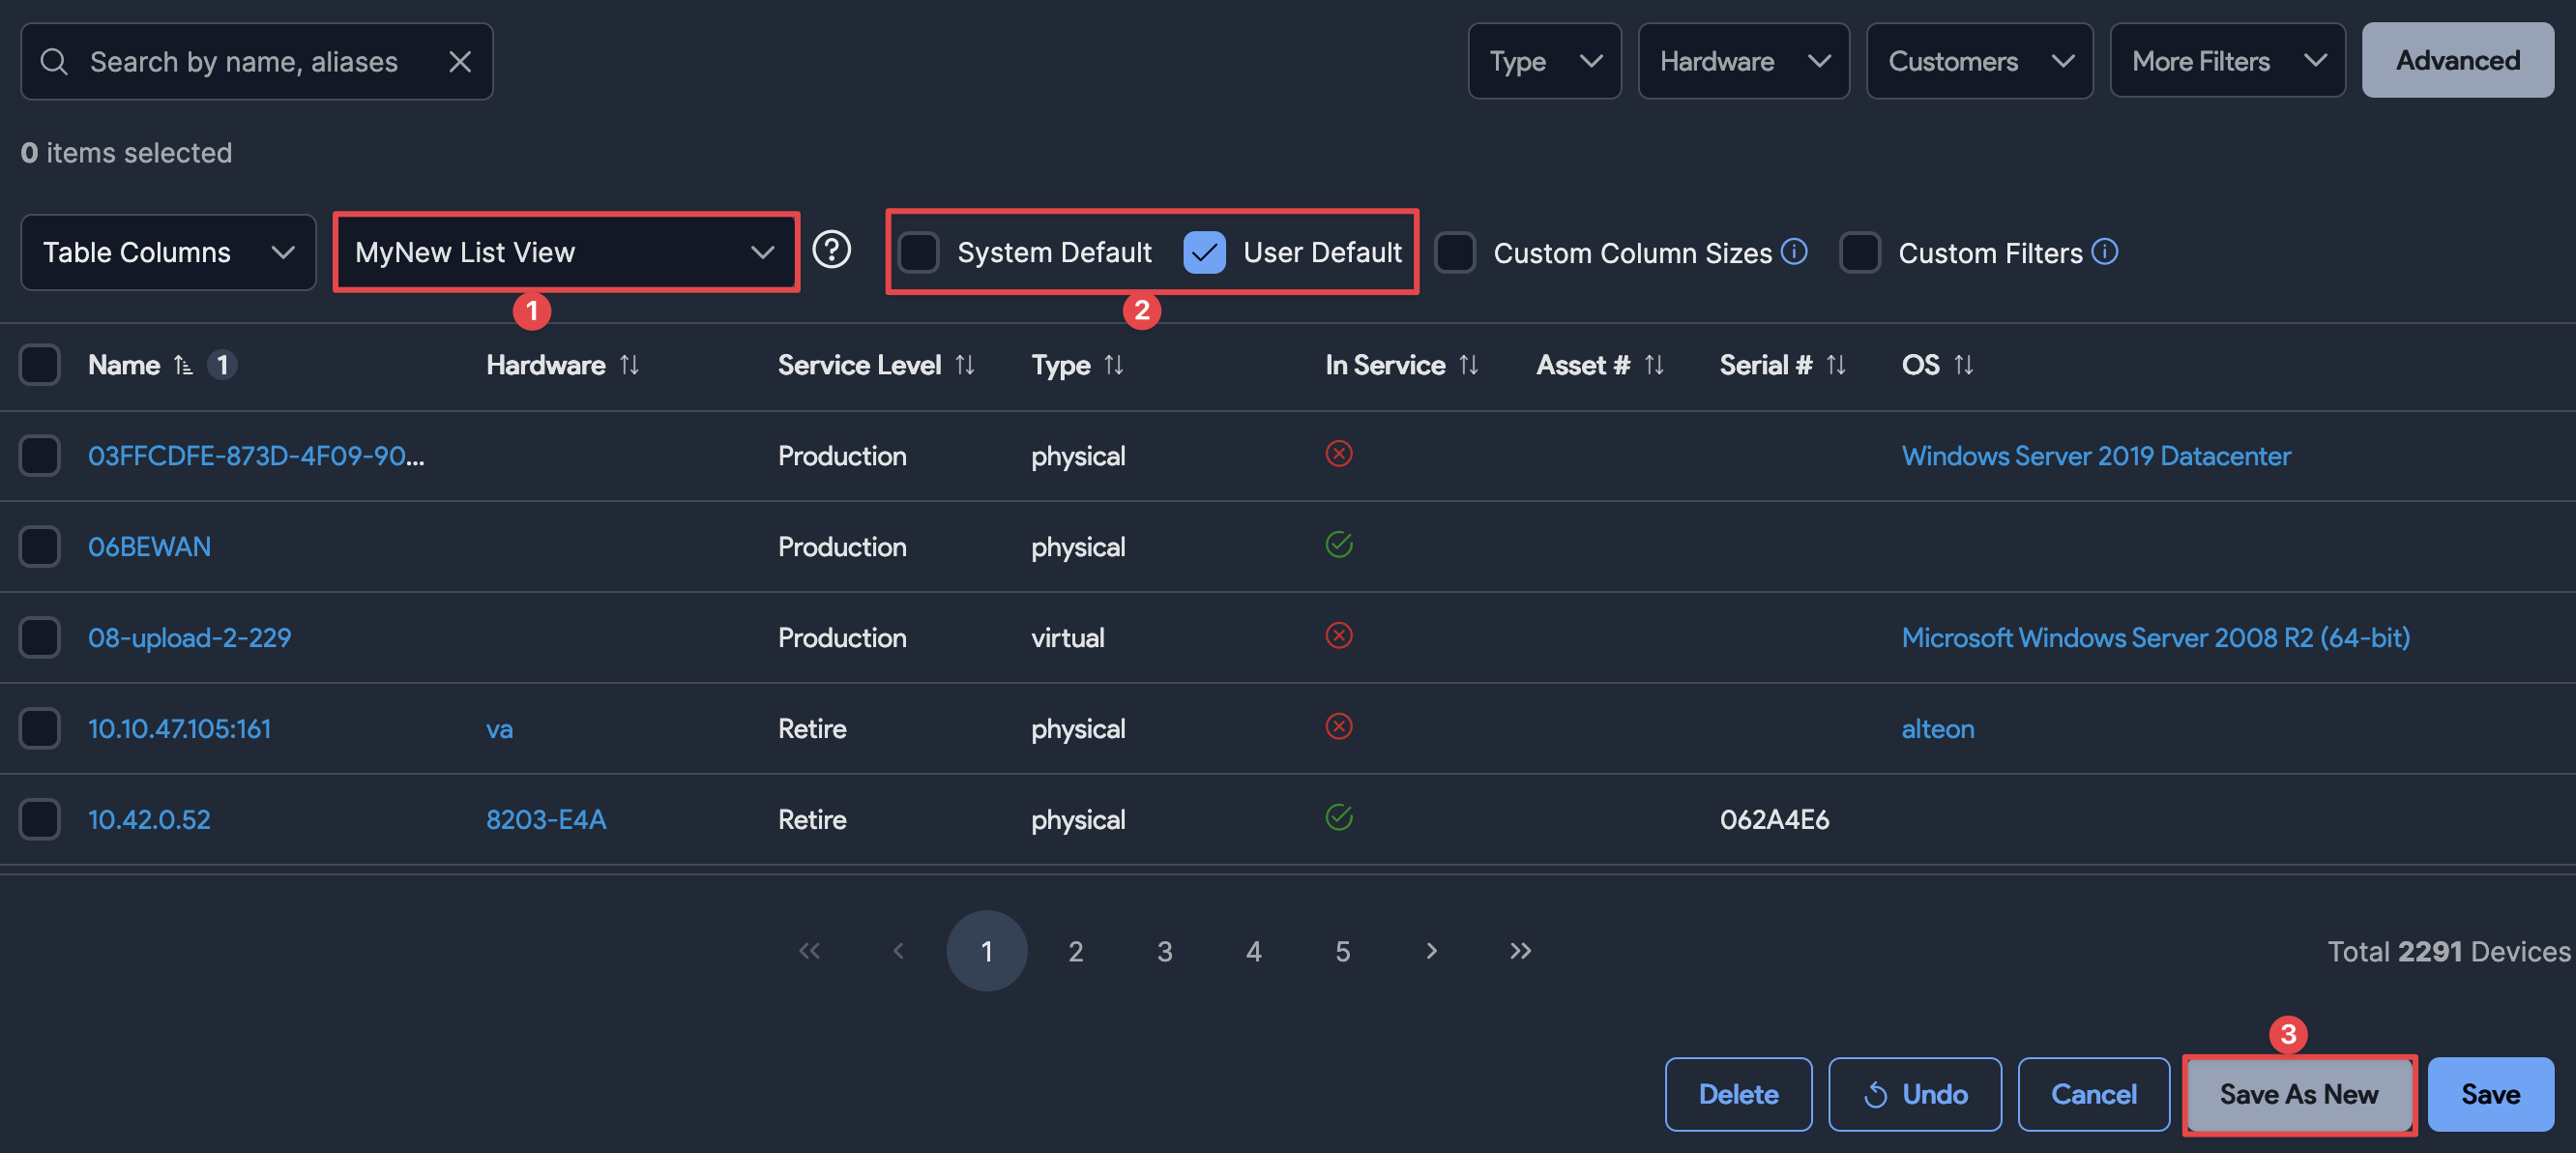 Search by name, aliases Type Hardware Customers More Filters Advanced
0 items selected
Table Columns MyNew List View System Default User Default Custom Column Sizes Custom Filters
1 2
Name 1 Hardware Service Level Type In Service Asset # Serial # OS
03FFCDFE-873D-4F09-90... Production physical Windows Server 2019 Datacenter
06BEWAN Production physical
08-upload-2-229 Production virtual Microsoft Windows Server 2008 R2 (64-bit)
10.10.47.105:161 va Retire physical alteon
10.42.0.52 8203-E4A Retire physical 062A4E6
1 2 3 4 5 Total 2291 Devices
3
Delete Undo Cancel Save As New Save